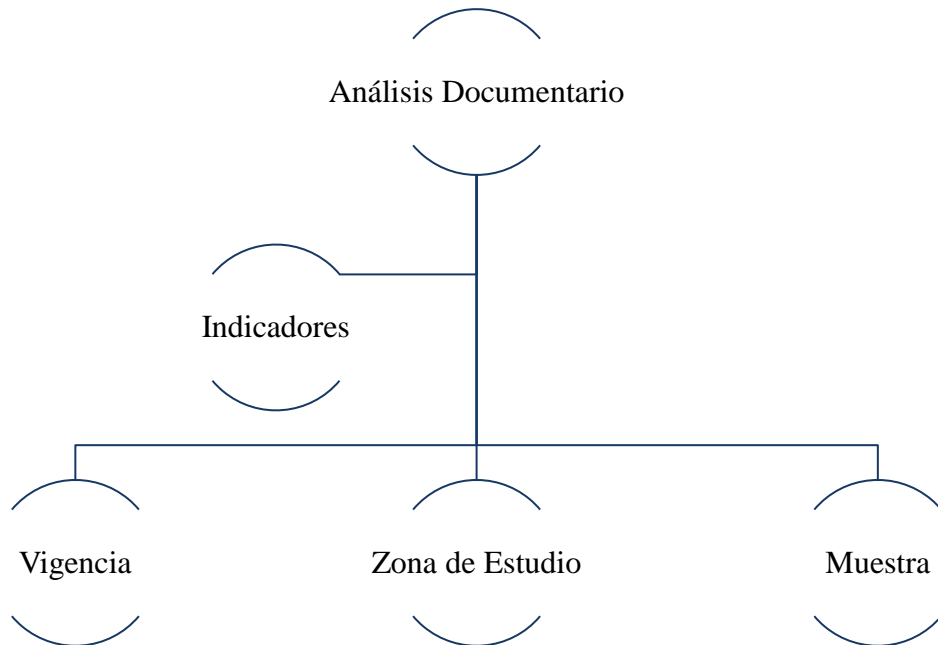 Análisis Documentario
Indicadores
Vigencia
Zona de Estudio
Muestra